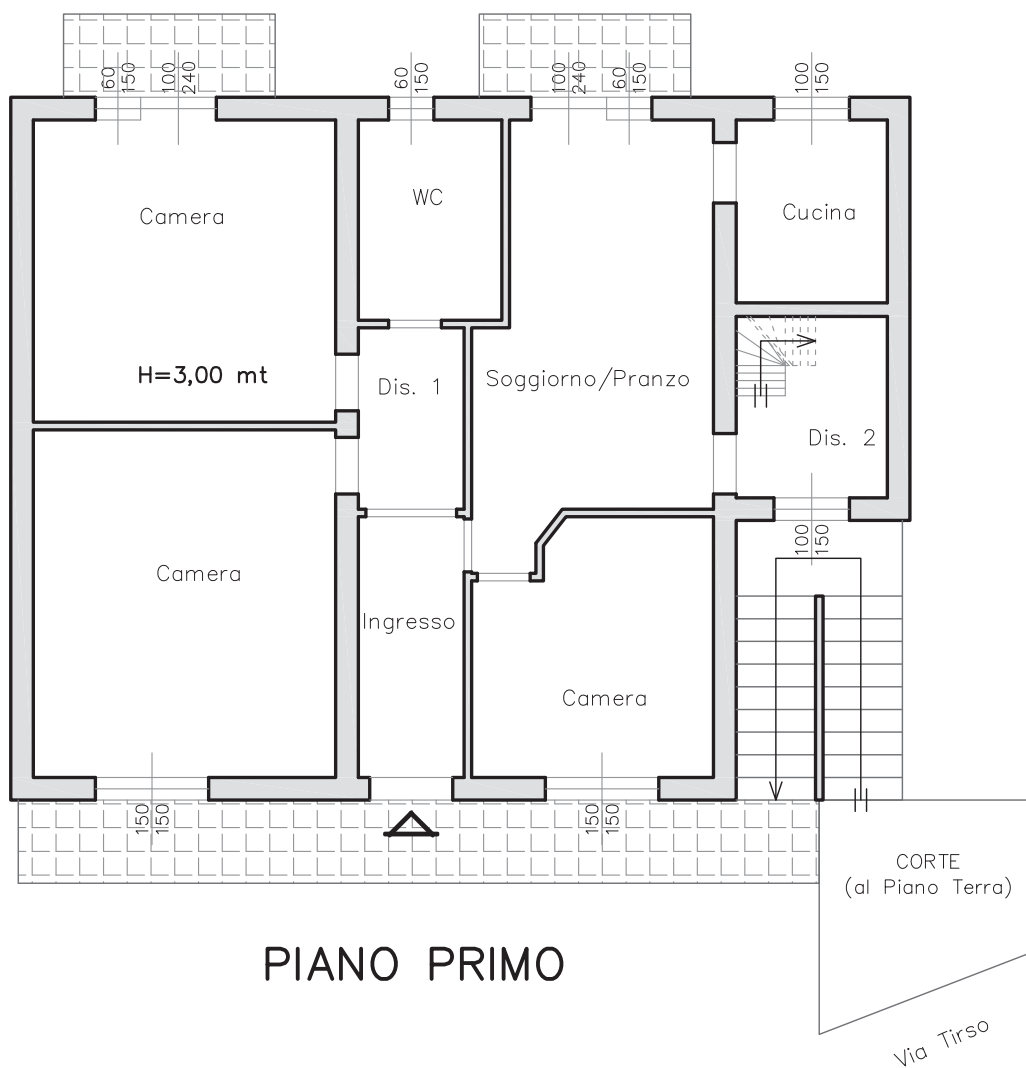 60
150
100
240
60
150
100
240
60
150
100
150
Camera
WC
Cucina
H=3,00 mt
Dis. 1
Soggiorno/Pranzo
Dis. 2
100
150
Camera
Ingresso
Camera
150
150
150
150
CORTE
(al Piano Terra)
PIANO PRIMO
Via Tirso